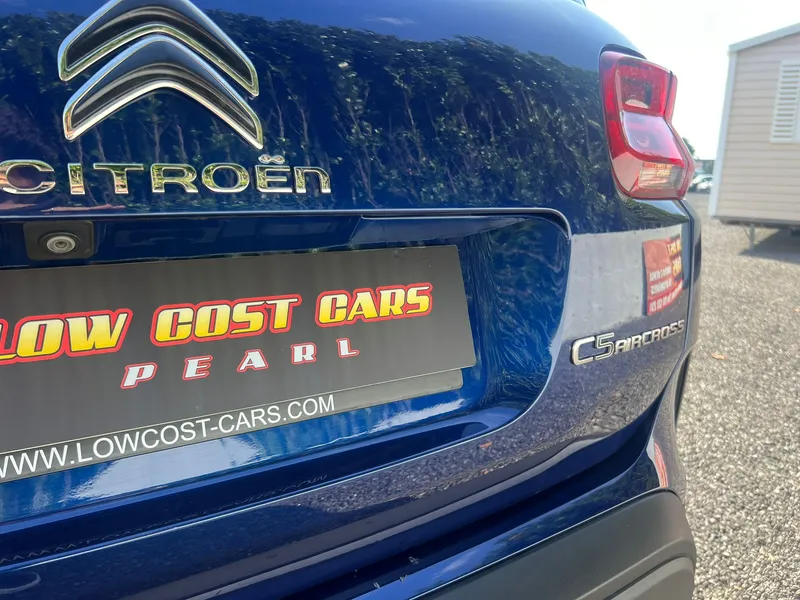 CITROËN
LOW COST CARS
PEARL
WWW.LOWCOST-CARS.COM
C5 AIRCROSS